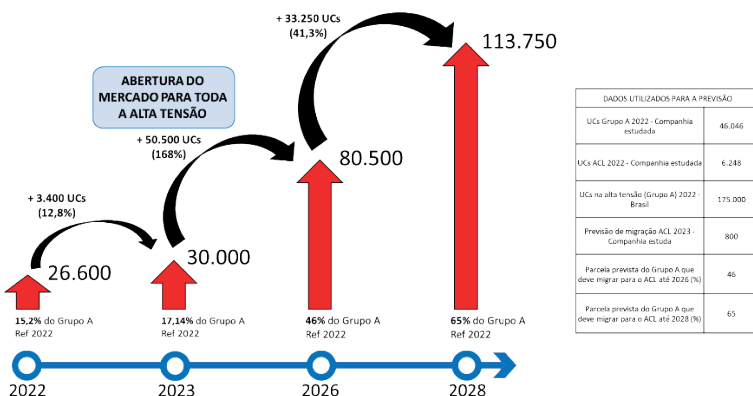 + 33.250 UCs
(41,3%)
113.750
ABERTURA DO
MERCADO PARA TODA
A ALTA TENSÃO
+ 50.500 UCs
(168%)
80.500
+ 3.400 UCs
(12,8%)
26.600
30.000
15,2% do Grupo A
Ref 2022
17,14% do Grupo A
Ref 2022
46% do Grupo A
Ref 2022
65% do Grupo A
Ref 2022
2022
2023
2026
2028
DADOS UTILIZADOS PARA A PREVISÃO
UCs Grupo A 2022 - Companhia
estudada
46.046
UCs ACL 2022 - Companhia estudada
6.248
UCs na alta tensão (Grupo A) 2022 -
Brasil
175.000
Previsão de migração ACL 2023 -
Companhia estuda
800
Parcela prevista do Grupo A que
deve migrar para o ACL até 2026 (%)
46
Parcela prevista do Grupo A que
deve migrar para o ACL até 2028 (%)
65